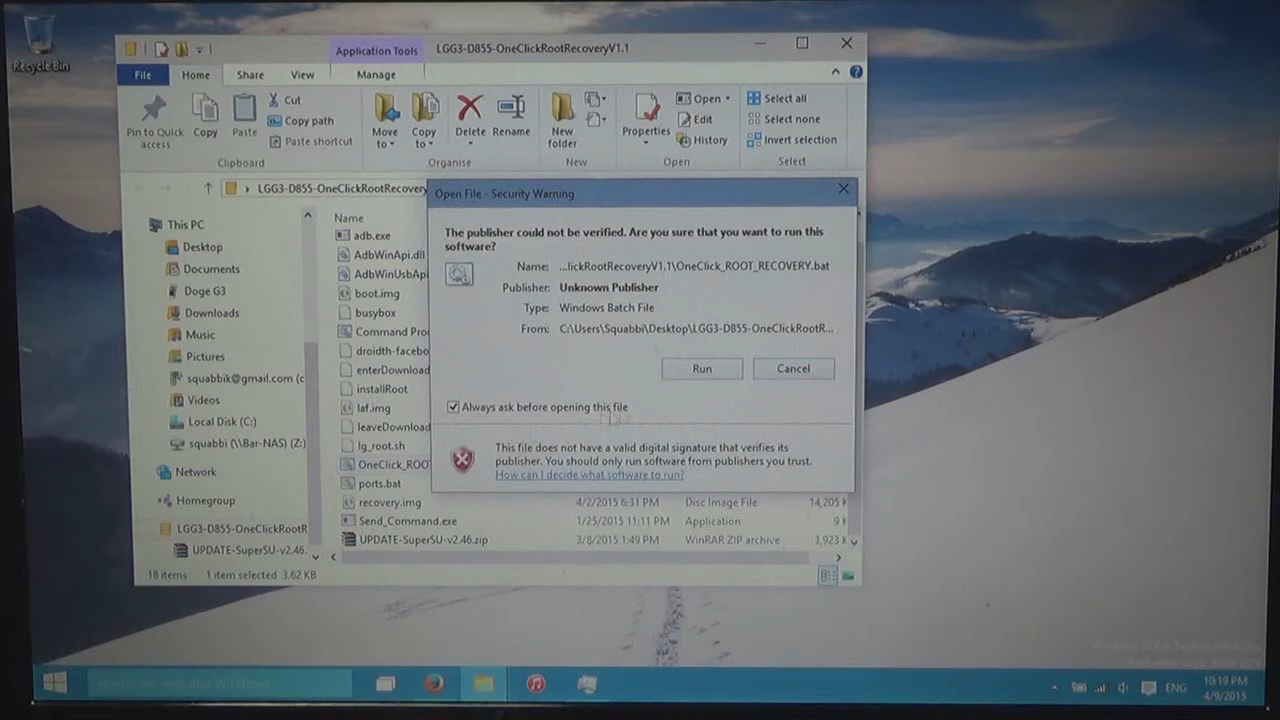 Recycle Bin
Application Tools
LGG3-D855-OneClickRootRecoveryV1.1
File
Home
Share
View
Manage
Pin to Quick access
Copy
Paste
Cut
Copy path
Paste shortcut
Clipboard
Move to
Copy to
Delete
Rename
Organise
New folder
New
Properties
Open
Edit
History
Open
Select all
Select none
Invert selection
Select
LGG3-D855-OneClickRootRecovery
This PC
Desktop
Documents
Doge G3
Downloads
Music
Pictures
squabbik@gmail.com (c
Videos
Local Disk (C:)
squabbi (\\Bar-NAS) (Z:)
Network
Homegroup
LGG3-D855-OneClickRootR
UPDATE-SuperSU-v2.46.
Name
adb.exe
AdbWinApi.dll
AdbWinUsbApi
boot.img
busybox
Command Pro
droidth-facebo
enterDownload
installRoot
laf.img
leaveDownload
lg_root.sh
OneClick_ROOT
ports.bat
recovery.img 4/2/2015 6:31 PM Disc Image File 14,205 K
Send_Command.exe 1/25/2015 11:11 PM Application 9 K
UPDATE-SuperSU-v2.46.zip 3/8/2015 1:49 PM WinRAR ZIP archive 3,923 K
18 items 1 item selected 3.62 KB
Open File - Security Warning
The publisher could not be verified. Are you sure that you want to run this
software?
Name: ...lickRootRecoveryV1.1\OneClick_ROOT_RECOVERY.bat
Publisher: Unknown Publisher
Type: Windows Batch File
From: C:\Users\Squabbi\Desktop\LGG3-D855-OneClickRootR...
Run
Cancel
Always ask before opening this file
This file does not have a valid digital signature that verifies its
publisher. You should only run software from publishers you trust.
How can I decide what software to run?
ENG
10:19 PM
4/9/2015